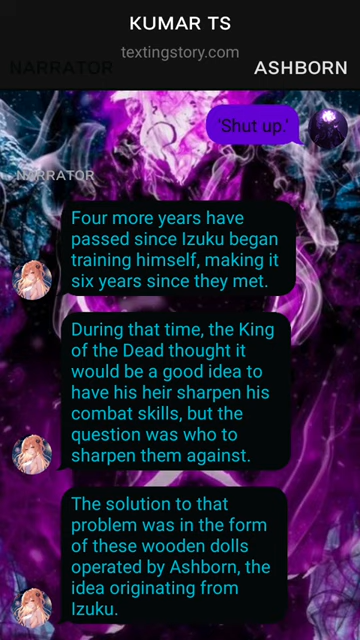 KUMAR TS
textingstory.com
NARRATOR
ASHBORN
'Shut up.'
NARRATOR
Four more years have
passed since Izuku began
training himself, making it
six years since they met.
During that time, the King
of the Dead thought it
would be a good idea to
have his heir sharpen his
combat skills, but the
question was who to
sharpen them against.
The solution to that
problem was in the form
of these wooden dolls
operated by Ashborn, the
idea originating from
Izuku.